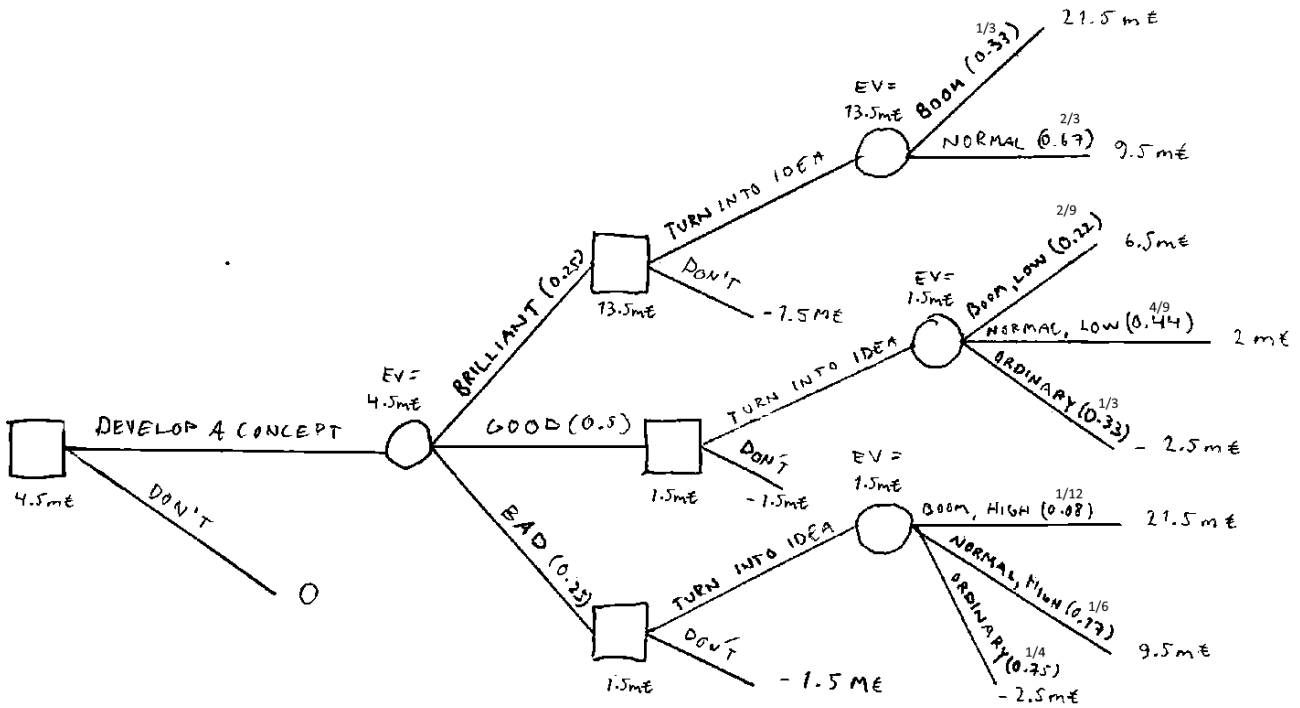 1/3
BOOM (0.33)
21.5 m€
EV=
13.5m€
2/3
NORMAL (0.67)
9.5 m€
TURN INTO IDEA
DON'T
-1.5 M€
13.5m€
BRILLIANT (0.25)
2/9
BOOM, LOW (0.22)
6.5m€
EV=
1.5m€
4/9
NORMAL, LOW (0.44)
2 m€
1/3
ORDINARY (0.33)
- 2.5m€
TURN INTO IDEA
DON'T
-1.5m€
1.5m€
GOOD (0.5)
EV=
4.5m€
DEVELOP A CONCEPT
4.5m€
DON'T
0
BAD (0.25)
EV=
1.5m€
1/12
BOOM, HIGH (0.08)
21.5 m€
1/6
NORMAL, HIGH (0.17)
9.5m€
1/4
ORDINARY (0.75)
- 2.5m€
TURN INTO IDEA
DON'T
- 1.5 M€
1.5m€